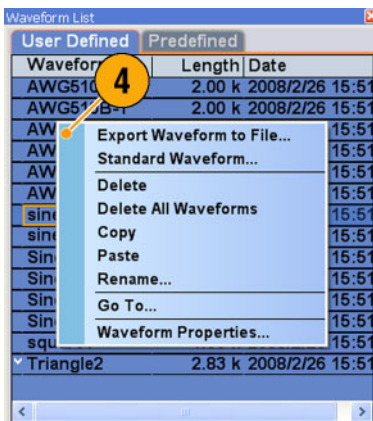 Waveform List
User Defined Predefined
Length Date
4
2.00 k 2008/2/26 15:51
2.00 k 2008/2/26 15:51
Export Waveform to File...
Standard Waveform...
Delete
Delete All Waveforms
Copy
Paste
Rename...
Go To...
Waveform Properties...
15:51
15:51
15:51
15:51
15:51
15:51
15:51
15:51
15:51
15:51
Triangle2 2.83 k 2008/2/26 15:51